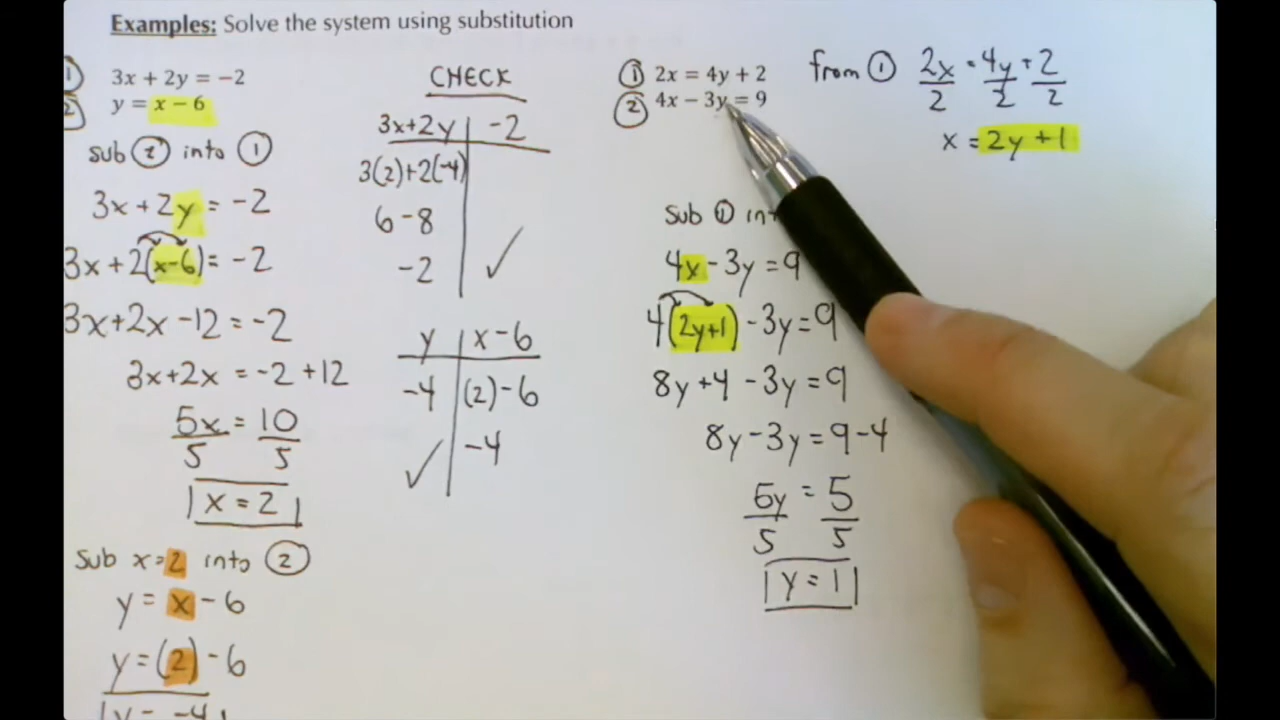 Examples: Solve the system using substitution
① 3x + 2y = −2
② y = x − 6
sub ② into ①
3x + 2y = −2
3x + 2(x−6) = −2
3x+2x −12 = −2
3x+2x = −2 +12
5x/5 = 10/5
x = 2
sub x=2 into ②
y = x − 6
y = (2) − 6
y = −4
CHECK
3x+2y | −2
3(2)+2(−4)
6 − 8
−2 ✓
y | x − 6
−4 | (2) − 6
✓ | −4
① 2x = 4y + 2
② 4x − 3y = 9
from ① 2x/2 = 4y/2 + 2/2
x = 2y + 1
Sub ①
4x − 3y = 9
4(2y+1) − 3y = 9
8y + 4 − 3y = 9
8y − 3y = 9 − 4
5y/5 = 5/5
y = 1